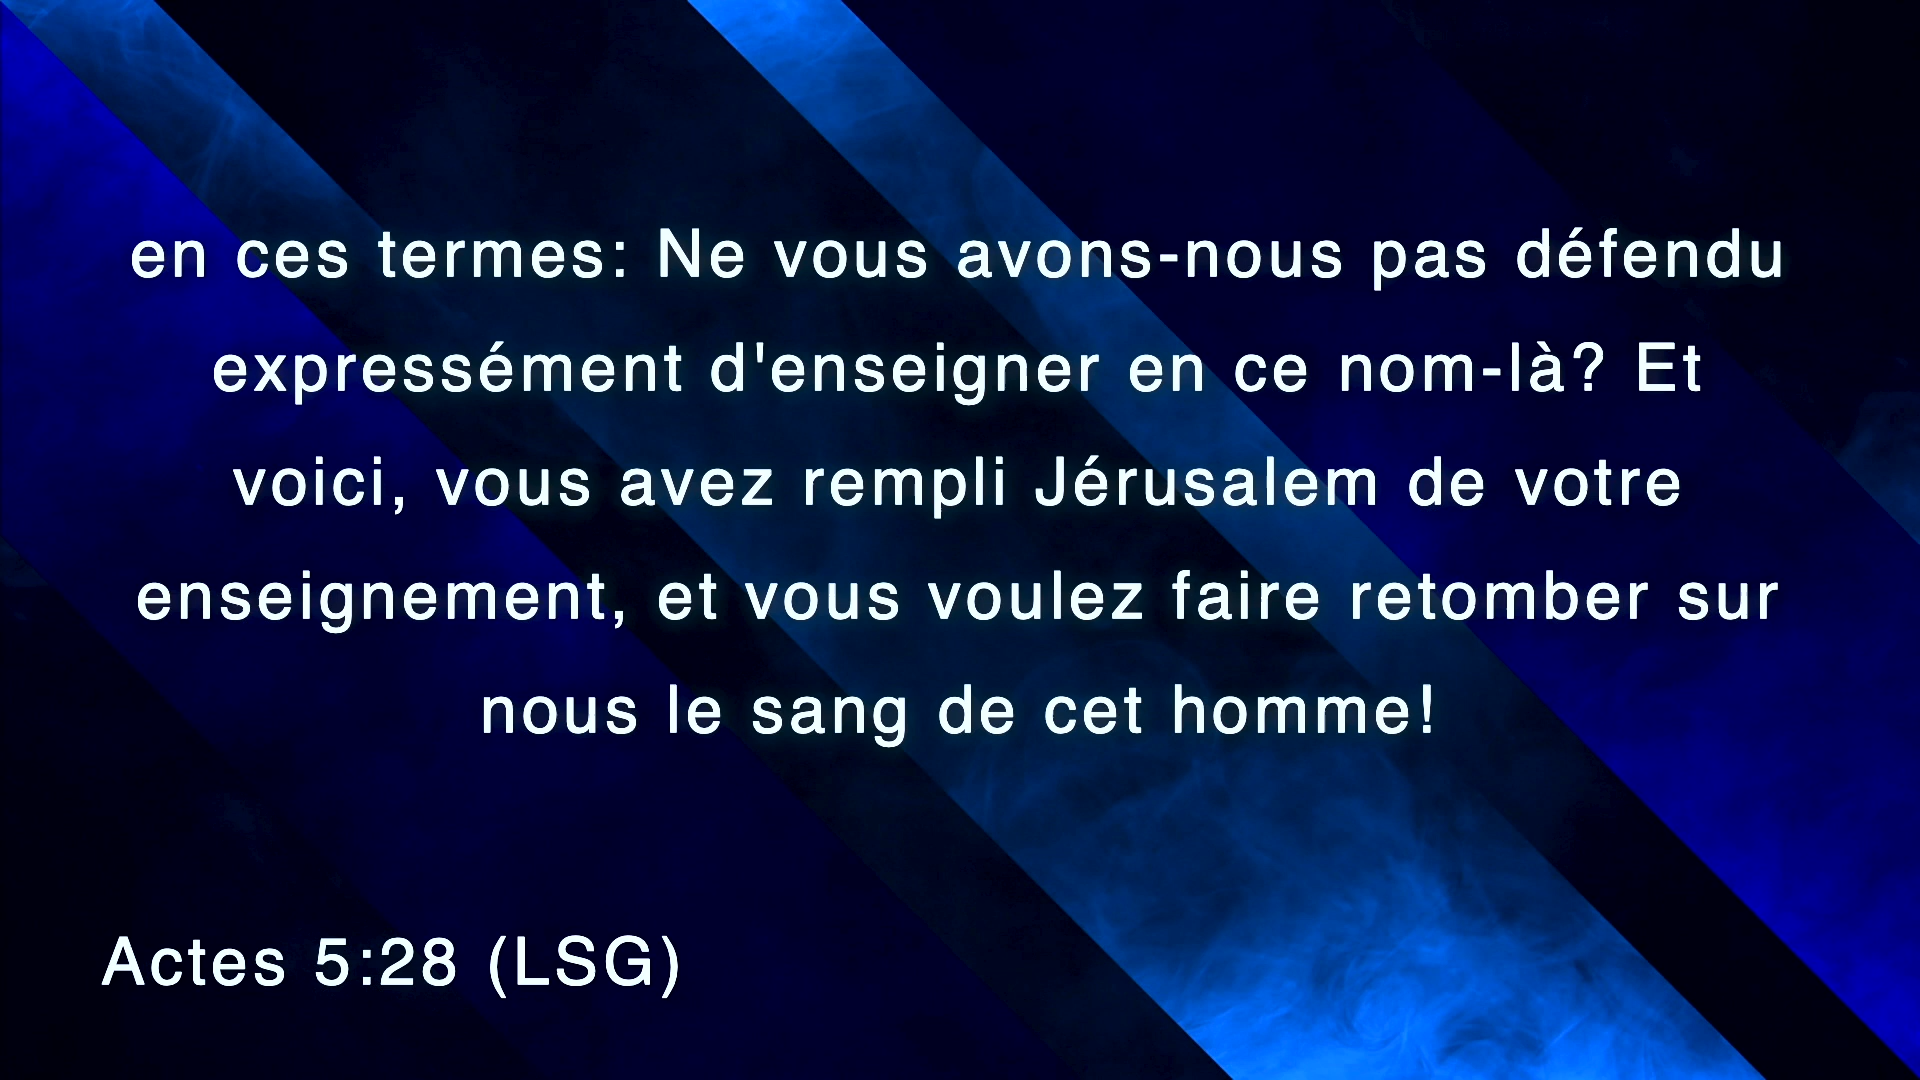 en ces termes: Ne vous avons-nous pas défendu
expressément d'enseigner en ce nom-là? Et
voici, vous avez rempli Jérusalem de votre
enseignement, et vous voulez faire retomber sur
nous le sang de cet homme!
Actes 5:28 (LSG)